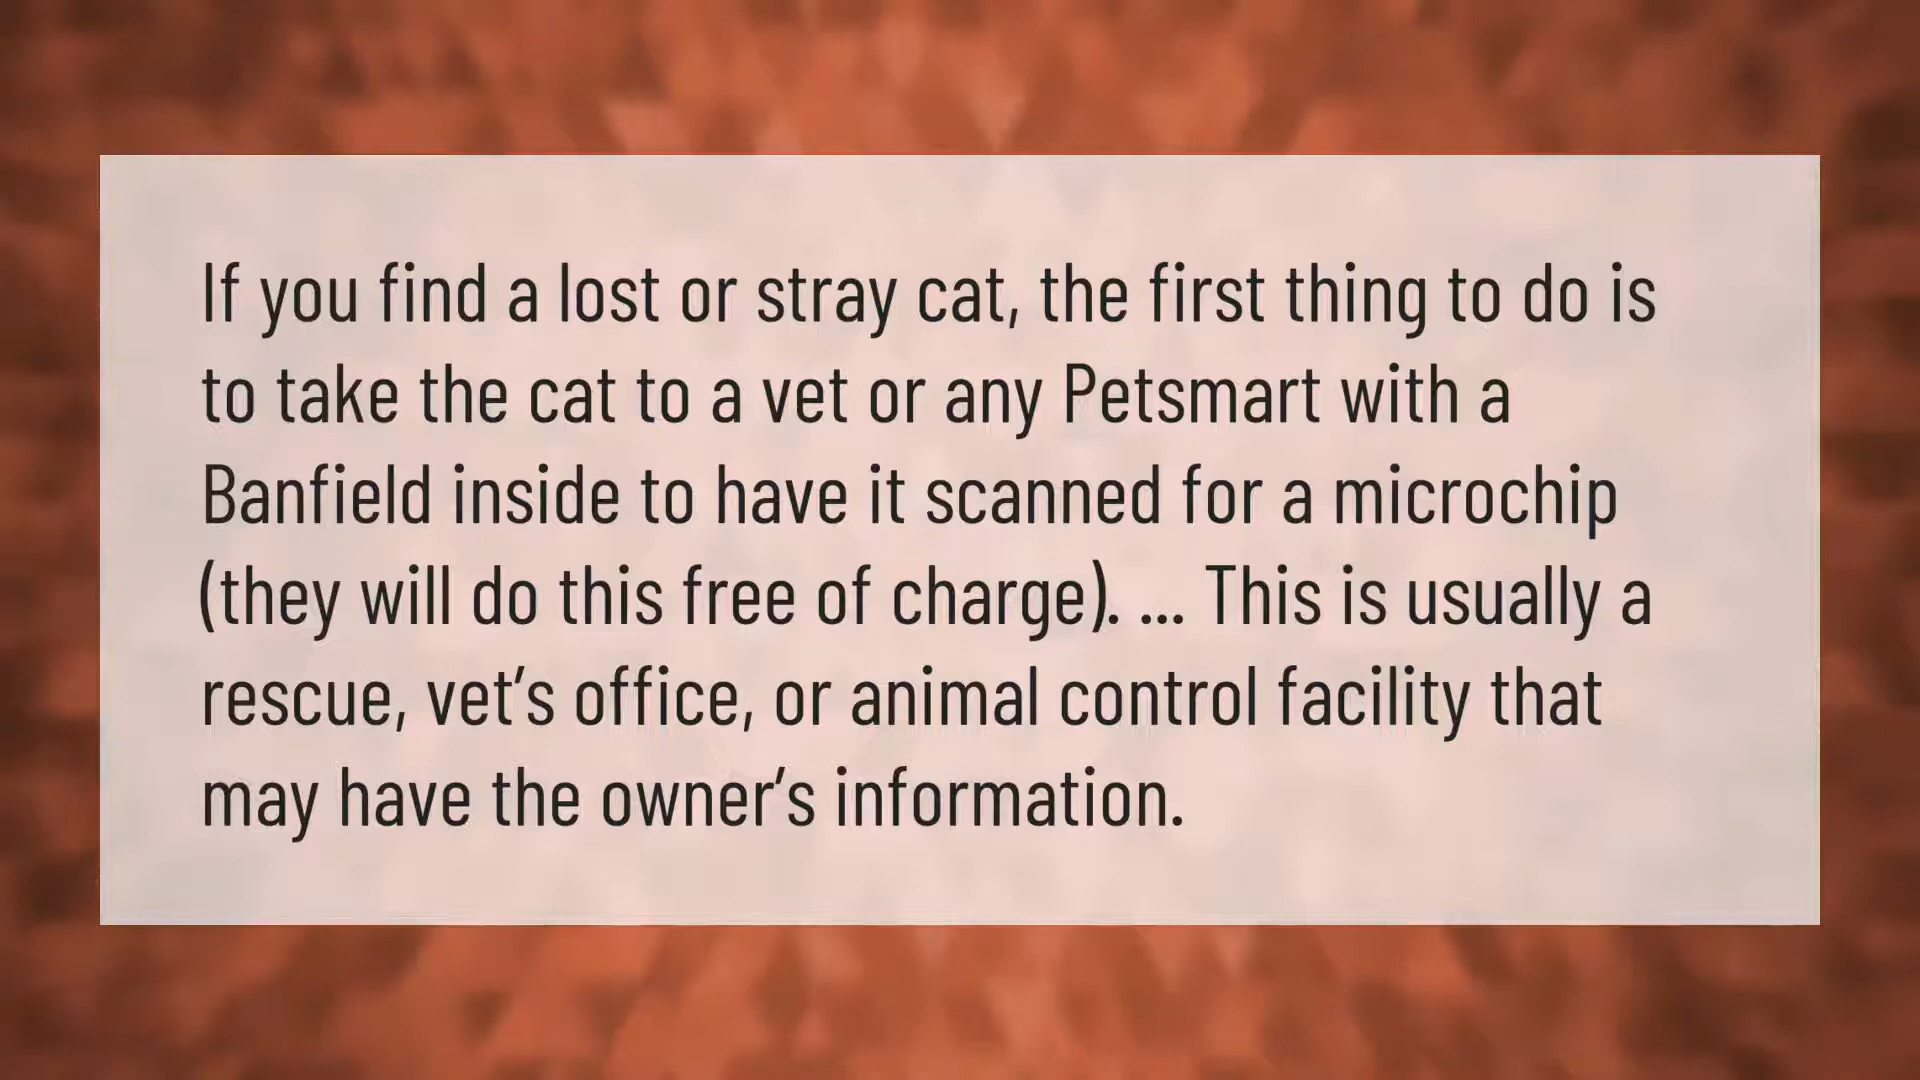 If you find a lost or stray cat, the first thing to do is
to take the cat to a vet or any Petsmart with a
Banfield inside to have it scanned for a microchip
(they will do this free of charge). ... This is usually a
rescue, vet’s office, or animal control facility that
may have the owner’s information.